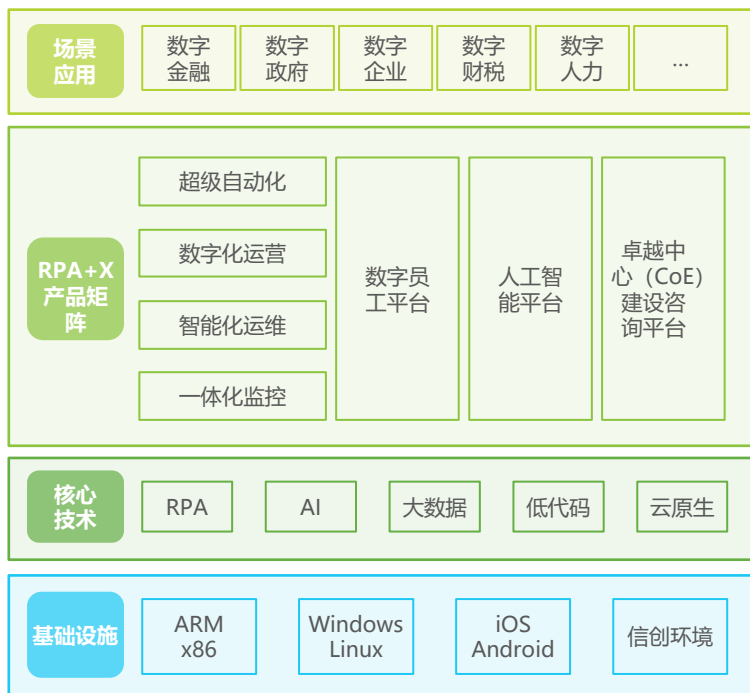 场景
应用
数字
金融
数字
政府
数字
企业
数字
财税
数字
人力
...
RPA+X
产品矩
阵
超级自动化
数字化运营
智能化运维
一体化监控
数字员
工平台
人工智
能平台
卓越中
心（CoE）
建设咨
询平台
核心
技术
RPA
AI
大数据
低代码
云原生
基础设施
ARM
x86
Windows
Linux
iOS
Android
信创环境